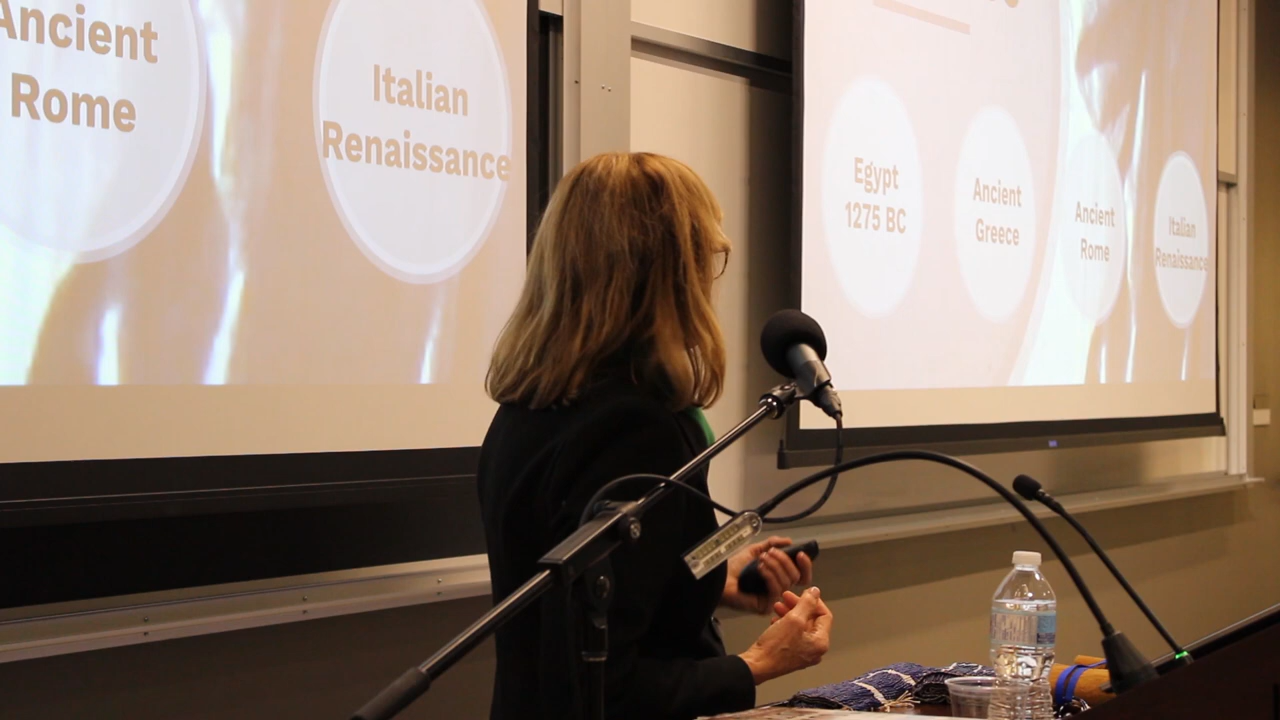 Ancient
Rome
Italian
Renaissance
Egypt
1275 BC
Ancient
Greece
Ancient
Rome
Italian
Renaissance